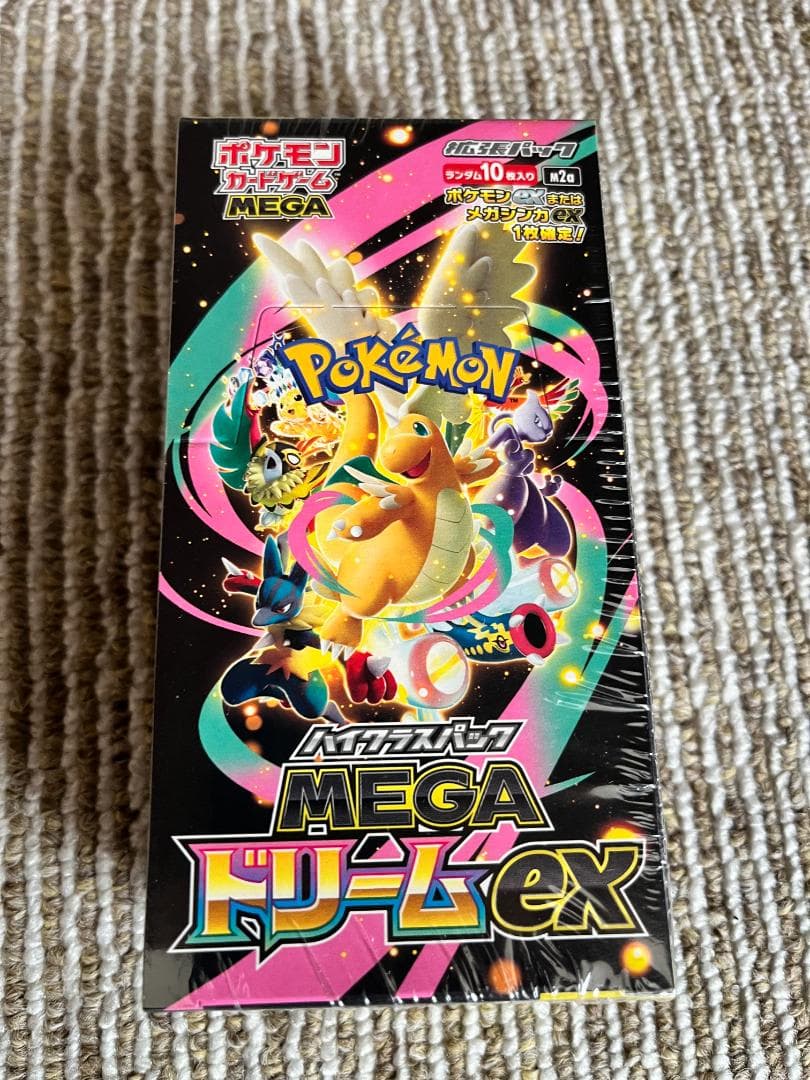 ポケモン
カードゲーム
MEGA
拡張パック
ランダム10枚入り M2a
ポケモンexまたは
メガシンカex
1枚確定!
POKéMON
TM
ハイクラスパック
MEGA
ドリームex